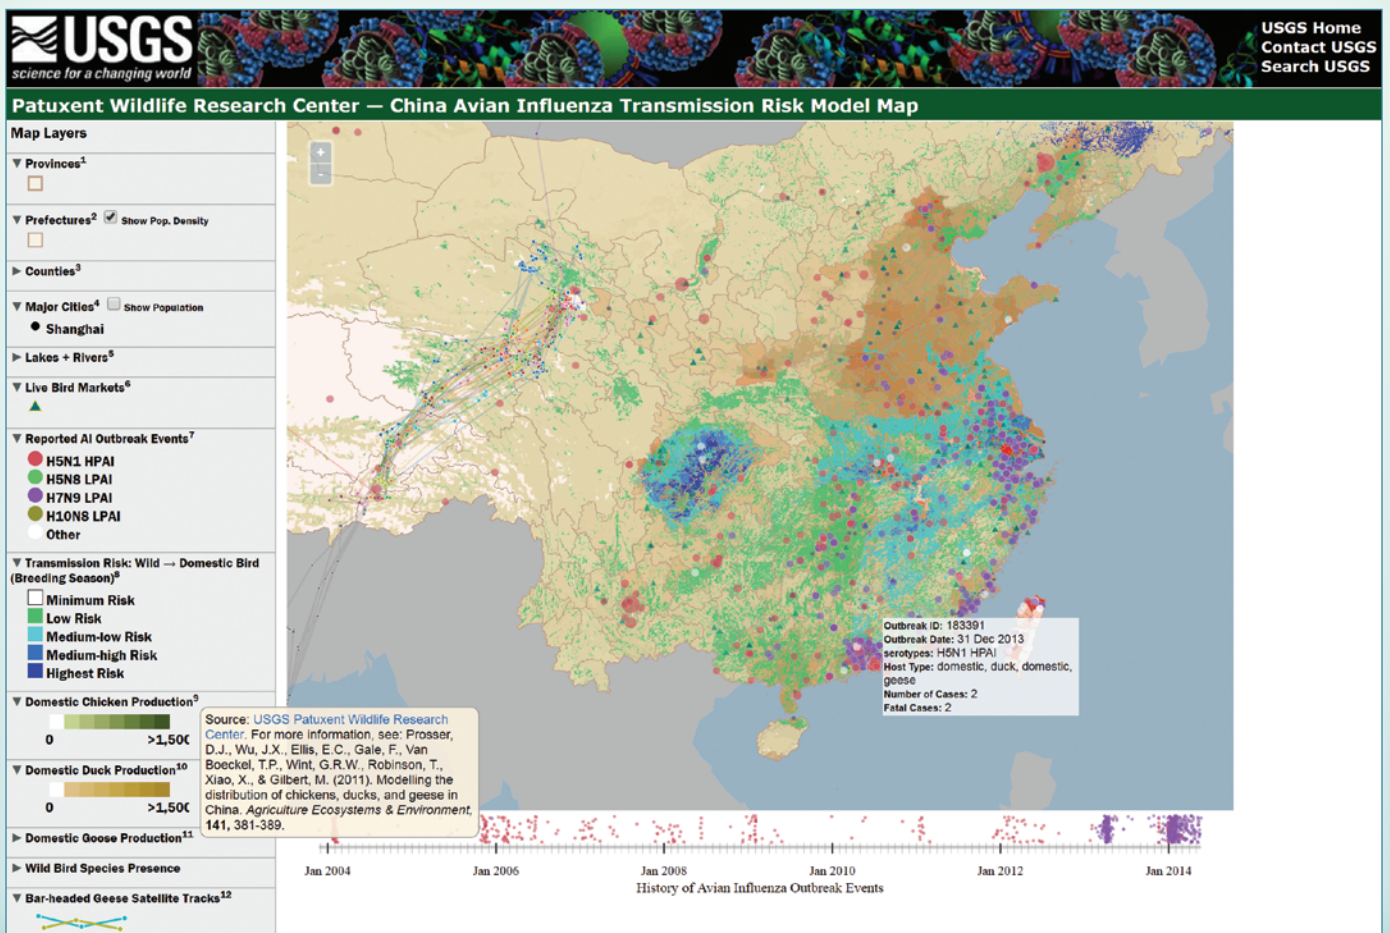 USGS
science for a changing world
USGS Home
Contact USGS
Search USGS
Patuxent Wildlife Research Center — China Avian Influenza Transmission Risk Model Map
Map Layers
Provinces1
Prefectures2 Show Pop. Density
Counties3
Major Cities4 Show Population
Shanghai
Lakes + Rivers5
Live Bird Markets6
Reported AI Outbreak Events7
H5N1 HPAI
H5N8 LPAI
H7N9 LPAI
H10N8 LPAI
Other
Transmission Risk: Wild → Domestic Bird
(Breeding Season)8
Minimum Risk
Low Risk
Medium-low Risk
Medium-high Risk
Highest Risk
Domestic Chicken Production9
0 >1,50€
Domestic Duck Production10
0 >1,50€
Domestic Goose Production11
Wild Bird Species Presence
Bar-headed Geese Satellite Tracks12
+
-
Outbreak ID: 183391
Outbreak Date: 31 Dec 2013
serotypes: H5N1 HPAI
Host Type: domestic, duck, domestic,
geese
Number of Cases: 2
Fatal Cases: 2
Source: USGS Patuxent Wildlife Research
Center. For more information, see: Prosser,
D.J., Wu, J.X., Ellis, E.C., Gale, F., Van
Boeckel, T.P., Wint, G.R.W., Robinson, T.,
Xiao, X., & Gilbert, M. (2011). Modelling the
distribution of chickens, ducks, and geese in
China. Agriculture Ecosystems & Environment,
141, 381-389.
Jan 2004 Jan 2006 Jan 2008 Jan 2010 Jan 2012 Jan 2014
History of Avian Influenza Outbreak Events